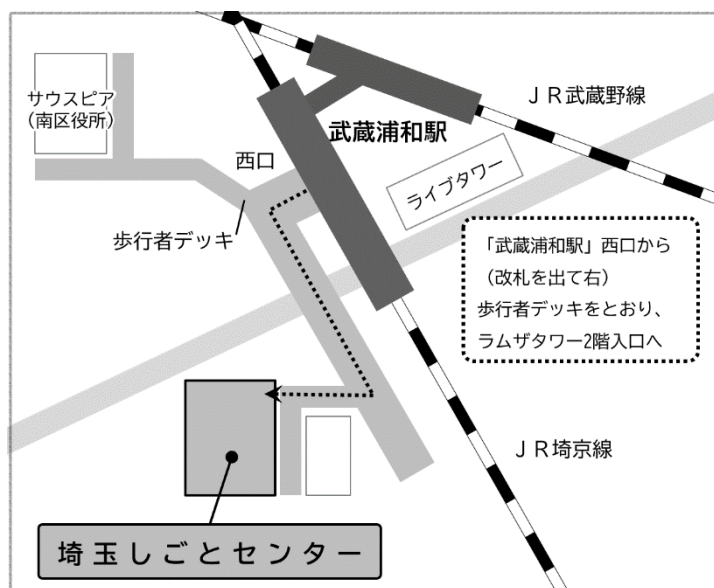 サウスピア
（南区役所）
ＪＲ武蔵野線
武蔵浦和駅
西口
ライブタワー
歩行者デッキ
「武蔵浦和駅」西口から
（改札を出て右）
歩行者デッキをとおり、
ラムザタワー2階入口へ
ＪＲ埼京線
埼玉しごとセンター